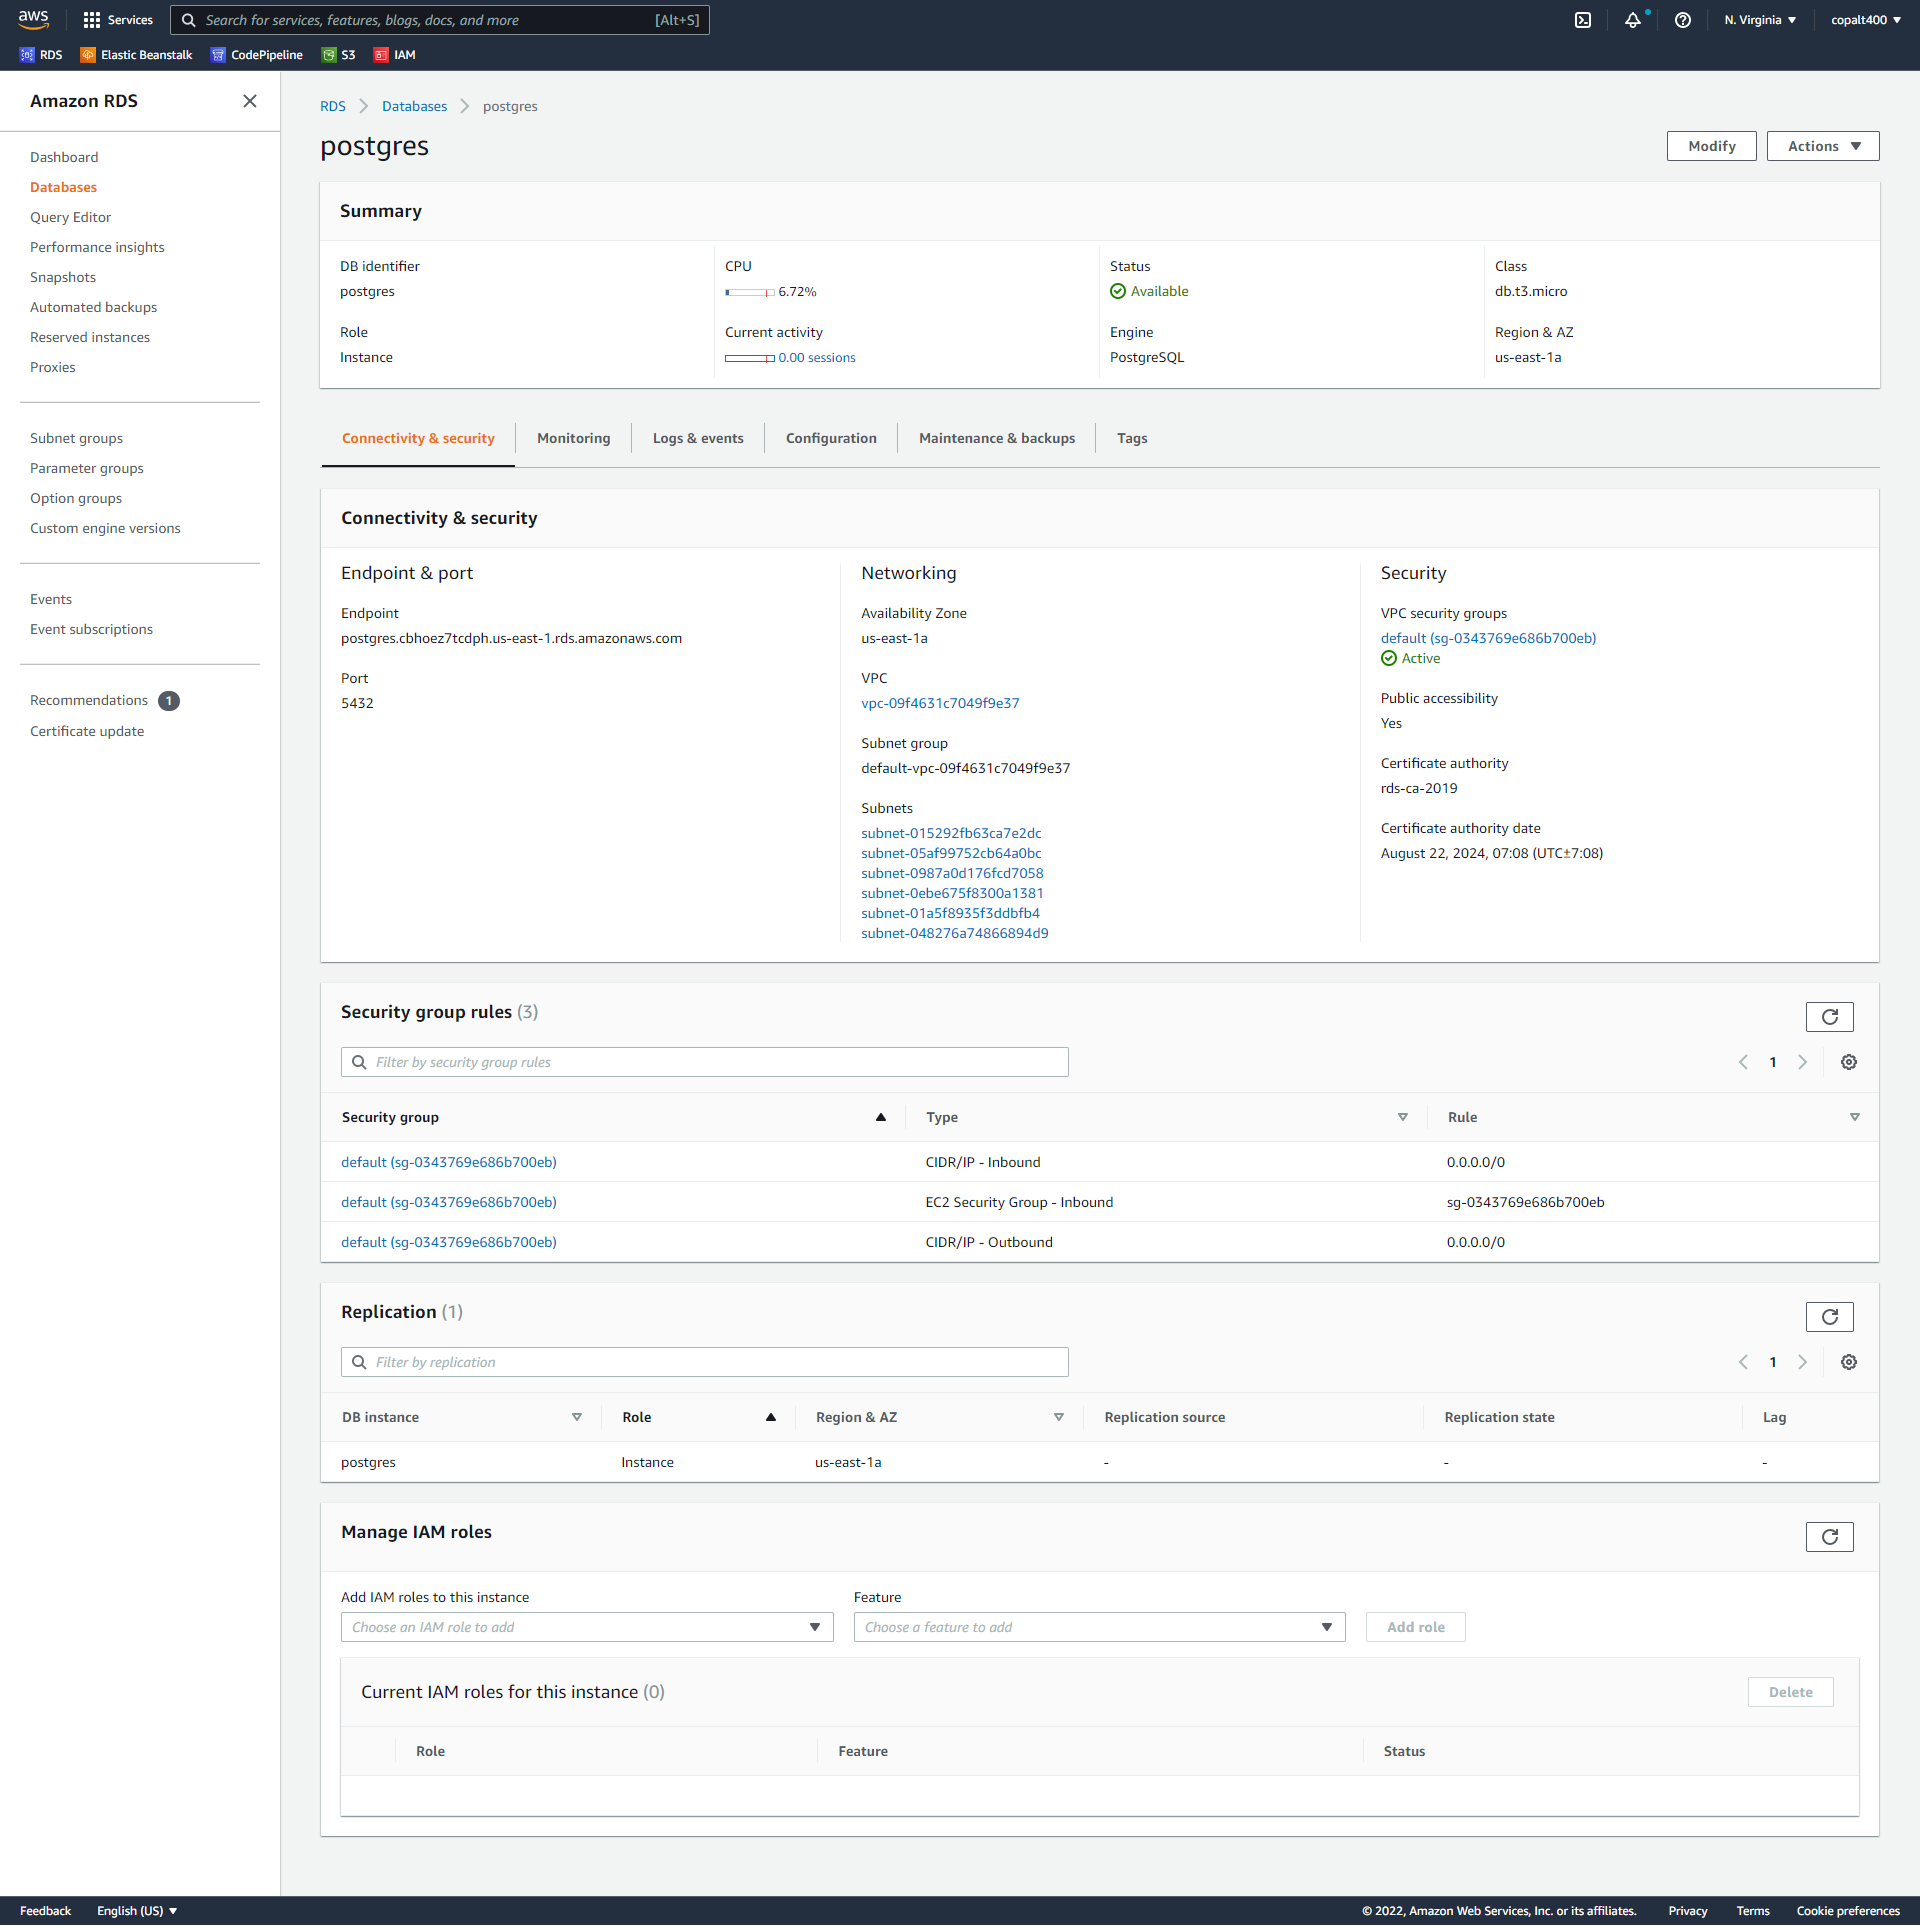 aws Services Search for services, features, blogs, docs, and more [Alt+S] N. Virginia copalt400
RDS Elastic Beanstalk CodePipeline S3 IAM
Amazon RDS
Dashboard
Databases
Query Editor
Performance insights
Snapshots
Automated backups
Reserved instances
Proxies
Subnet groups
Parameter groups
Option groups
Custom engine versions
Events
Event subscriptions
Recommendations 1
Certificate update
RDS Databases postgres
postgres
Modify Actions
Summary
DB identifier
postgres
CPU
6.72%
Status
Available
Class
db.t3.micro
Role
Instance
Current activity
0.00 sessions
Engine
PostgreSQL
Region & AZ
us-east-1a
Connectivity & security Monitoring Logs & events Configuration Maintenance & backups Tags
Connectivity & security
Endpoint & port
Endpoint
postgres.cbhoez7tcdph.us-east-1.rds.amazonaws.com
Port
5432
Networking
Availability Zone
us-east-1a
VPC
vpc-09f4631c7049f9e37
Subnet group
default-vpc-09f4631c7049f9e37
Subnets
subnet-015292fb63ca7e2dc
subnet-05af99752cb64a0bc
subnet-0987a0d176fcd7058
subnet-0ebe675f8300a1381
subnet-01a5f8935f3ddbfb4
subnet-048276a74866894d9
Security
VPC security groups
default (sg-0343769e686b700eb)
Active
Public accessibility
Yes
Certificate authority
rds-ca-2019
Certificate authority date
August 22, 2024, 07:08 (UTC±7:08)
Security group rules (3)
Filter by security group rules
1
Security group Type Rule
default (sg-0343769e686b700eb) CIDR/IP - Inbound 0.0.0.0/0
default (sg-0343769e686b700eb) EC2 Security Group - Inbound sg-0343769e686b700eb
default (sg-0343769e686b700eb) CIDR/IP - Outbound 0.0.0.0/0
Replication (1)
Filter by replication
1
DB instance Role Region & AZ Replication source Replication state Lag
postgres Instance us-east-1a - - -
Manage IAM roles
Add IAM roles to this instance
Choose an IAM role to add
Feature
Choose a feature to add
Add role
Current IAM roles for this instance (0)
Delete
Role Feature Status
Feedback English (US) © 2022, Amazon Web Services, Inc. or its affiliates. Privacy Terms Cookie preferences